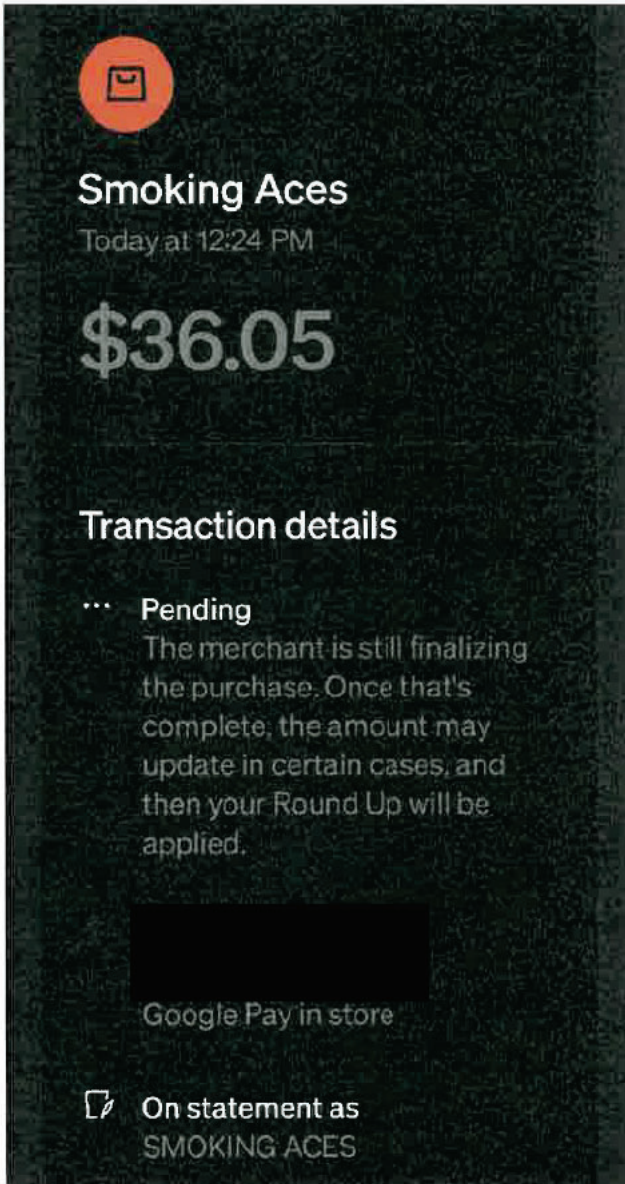 Smoking Aces
Today at 12:24 PM
$36.05
Transaction details
Pending
The merchant is still finalizing
the purchase. Once that's
complete, the amount may
update in certain cases, and
then your Round Up will be
applied.
Google Pay in store
On statement as
SMOKING ACES